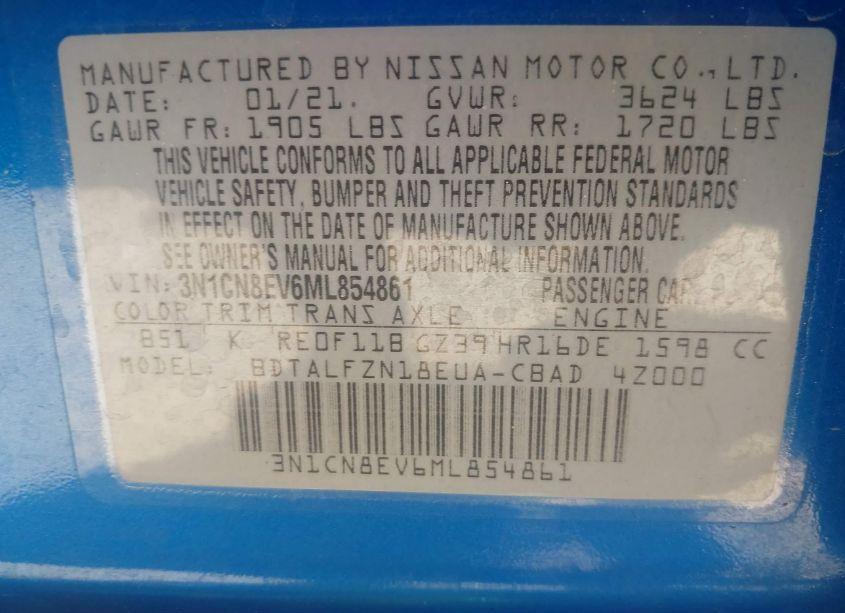 MANUFACTURED BY NISSAN MOTOR CO., LTD.
DATE: 01/21. GVWR: 3624 LBS
GAWR FR: 1905 LBS GAWR RR: 1720 LBS
THIS VEHICLE CONFORMS TO ALL APPLICABLE FEDERAL MOTOR
VEHICLE SAFETY, BUMPER AND THEFT PREVENTION STANDARDS
IN EFFECT ON THE DATE OF MANUFACTURE SHOWN ABOVE.
SEE OWNER'S MANUAL FOR ADDITIONAL INFORMATION.
VIN: 3N1CN8EV6ML854861 PASSENGER CAR
COLOR TRIM TRANS AXLE ENGINE
851 K RE0F11B GZ39 HR16DE 1598 CC
MODEL: BDTALFZN18EUA-CBAD 4Z000
3N1CN8EV6ML854861